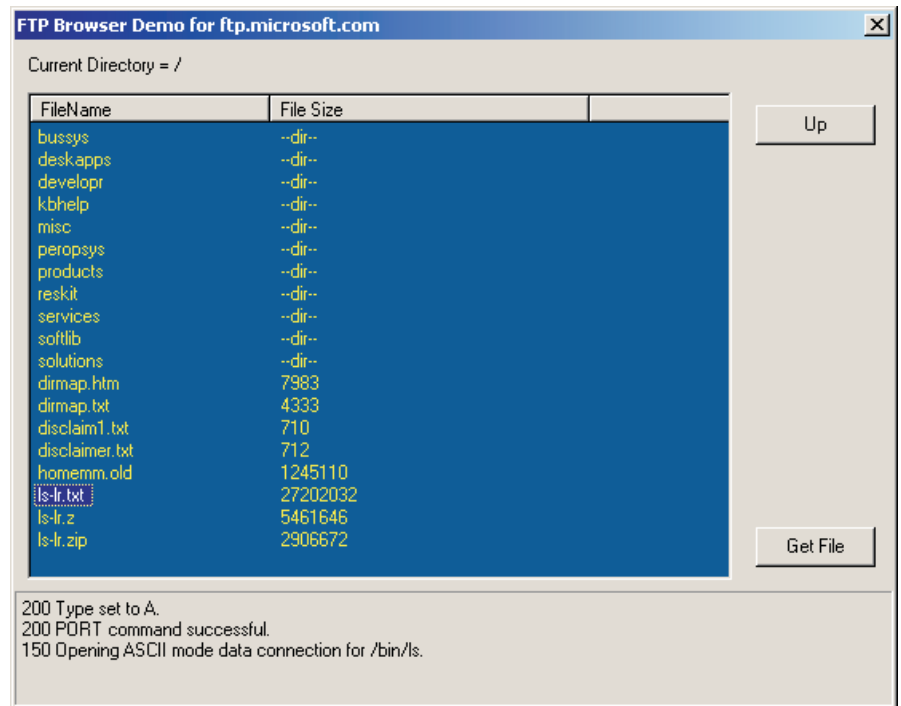 FTP Browser Demo for ftp.microsoft.com
Current Directory = /
FileName File Size
Up
bussys --dir--
deskapps --dir--
developr --dir--
kbhelp --dir--
misc --dir--
peropsys --dir--
products --dir--
reskit --dir--
services --dir--
softlib --dir--
solutions --dir--
dirmap.htm 7983
dirmap.txt 4333
disclaim1.txt 710
disclaimer.txt 712
homemm.old 1245110
ls-lr.txt 27202032
ls-lr.z 5461646
ls-lr.zip 2906672
Get File
200 Type set to A.
200 PORT command successful.
150 Opening ASCII mode data connection for /bin/ls.